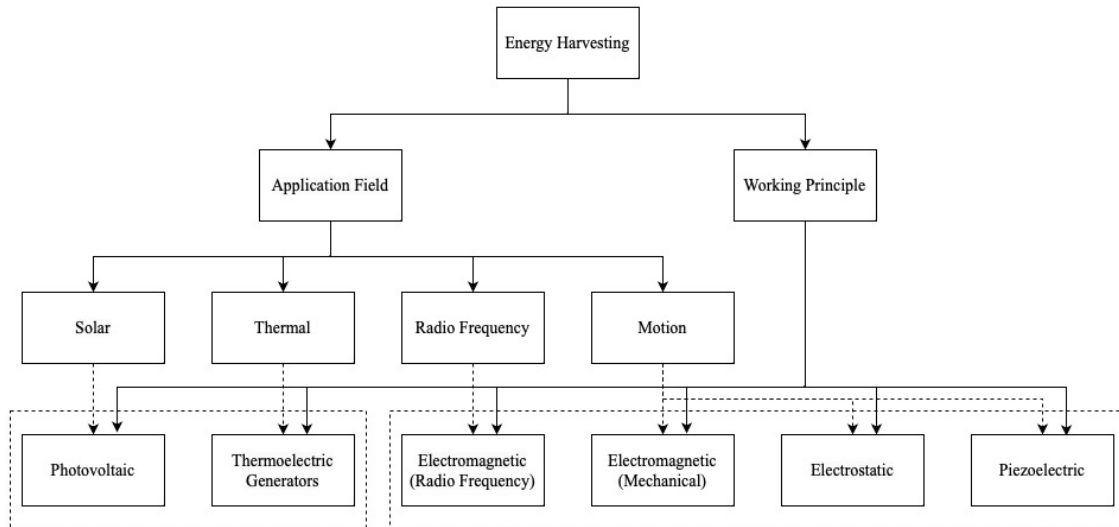 Energy Harvesting
Application Field
Working Principle
Solar
Thermal
Radio Frequency
Motion
Photovoltaic
Thermoelectric
Generators
Electromagnetic
(Radio Frequency)
Electromagnetic
(Mechanical)
Electrostatic
Piezoelectric